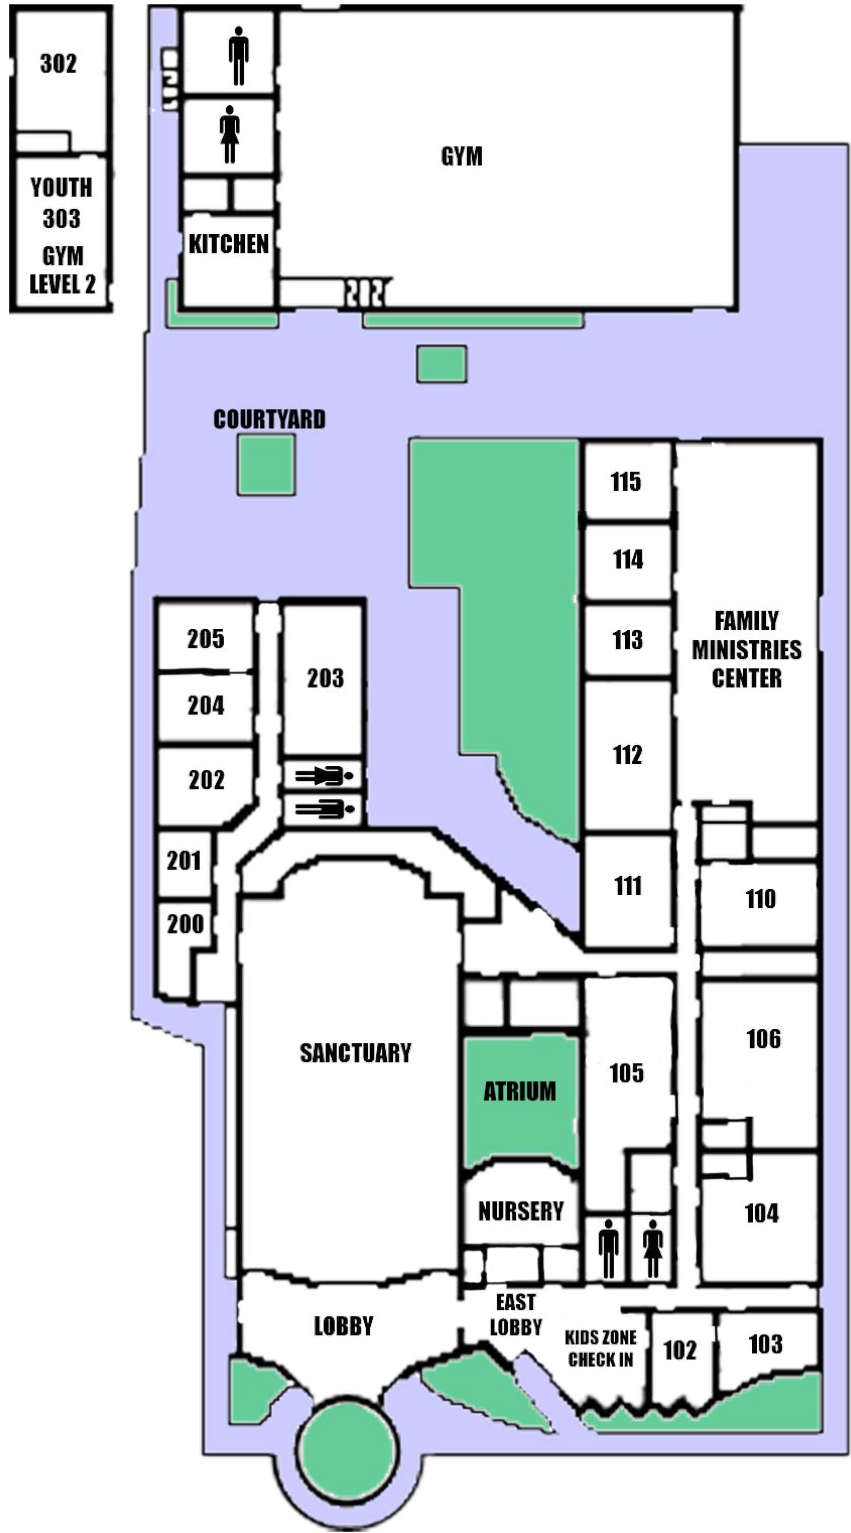 302
YOUTH
303
GYM
LEVEL 2
GYM
KITCHEN
COURTYARD
115
114
113
112
111
FAMILY
MINISTRIES
CENTER
205
204
203
202
201
200
110
SANCTUARY
ATRIUM
105
106
NURSERY
104
LOBBY
EAST
LOBBY
KIDS ZONE
CHECK IN
102
103